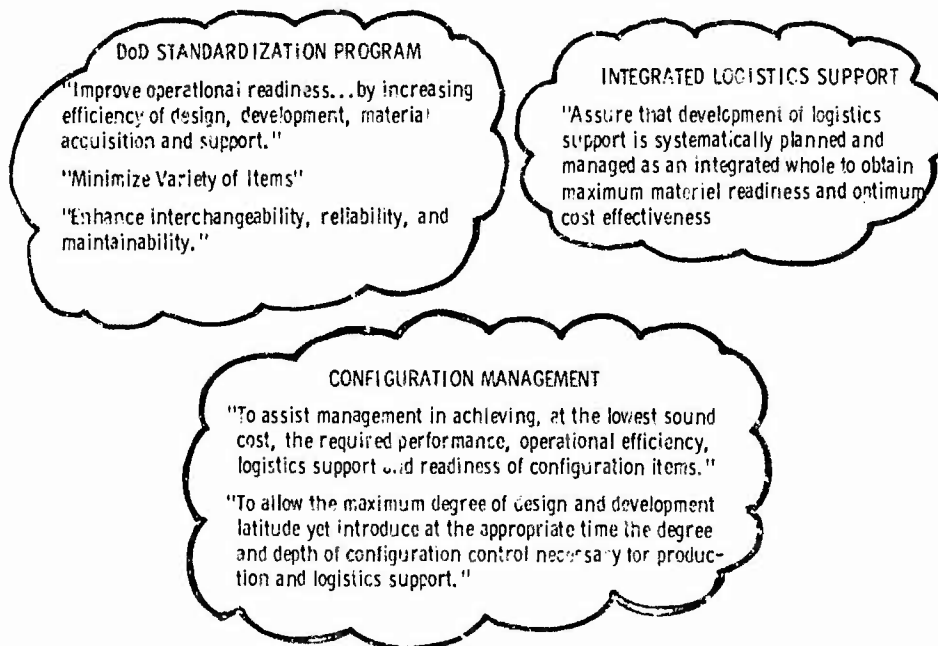 DoD STANDARDIZATION PROGRAM
"Improve operational readiness...by increasing
efficiency of design, development, material
acquisition and support."
"Minimize Variety of Items"
"Enhance interchangeability, reliability, and
maintainability."
INTEGRATED LOGISTICS SUPPORT
"Assure that development of logistics
support is systematically planned and
managed as an integrated whole to obtain
maximum materiel readiness and optimum
cost effectiveness
CONFIGURATION MANAGEMENT
"To assist management in achieving, at the lowest sound
cost, the required performance, operational efficiency,
logistics support and readiness of configuration items."
"To allow the maximum degree of design and development
latitude yet introduce at the appropriate time the degree
and depth of configuration control necessary for produc-
tion and logistics support."